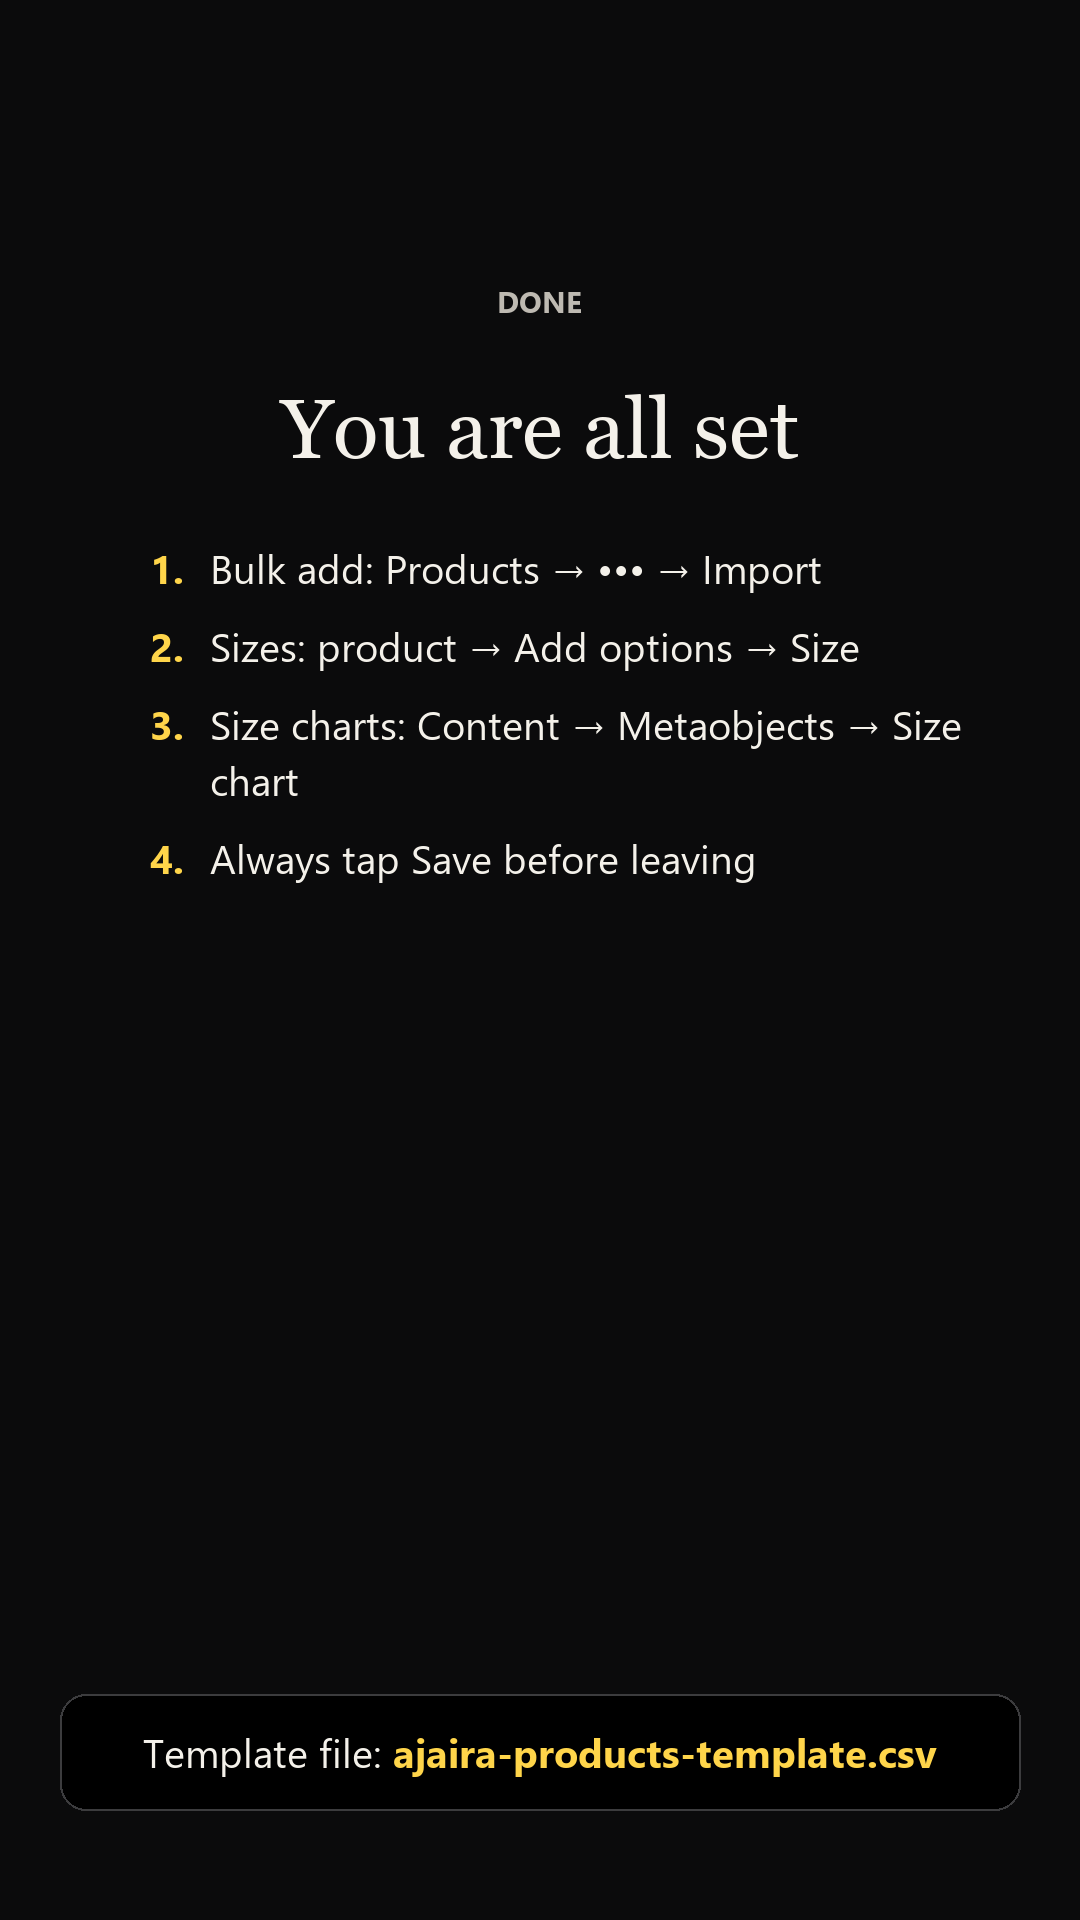 DONE
You are all set
1. Bulk add: Products → ••• → Import
2. Sizes: product → Add options → Size
3. Size charts: Content → Metaobjects → Size
chart
4. Always tap Save before leaving
Template file: ajaira-products-template.csv